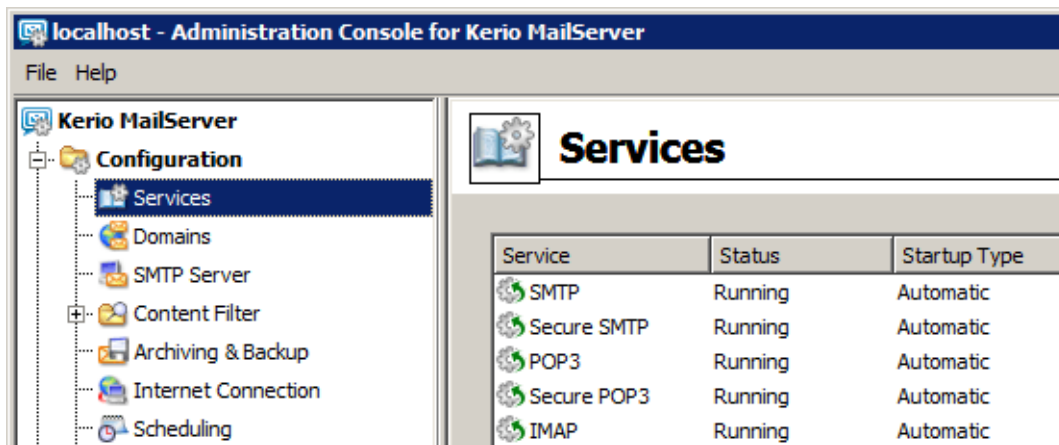 localhost - Administration Console for Kerio MailServer
File Help
Kerio MailServer
Configuration
Services
Domains
SMTP Server
Content Filter
Archiving & Backup
Internet Connection
Scheduling
Services
Service Status Startup Type
SMTP Running Automatic
Secure SMTP Running Automatic
POP3 Running Automatic
Secure POP3 Running Automatic
IMAP Running Automatic